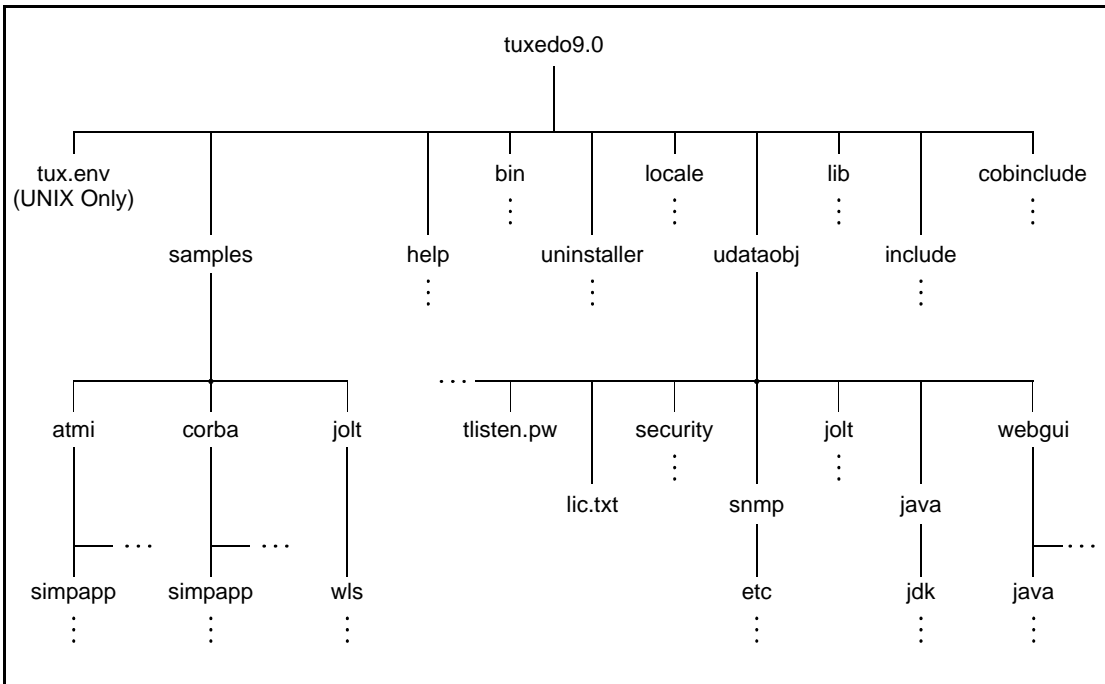 tuxedo9.0
tux.env
(UNIX Only)
bin
locale
lib
cobinclude
samples
help
uninstaller
udataobj
include
atmi
corba
jolt
tlisten.pw
security
jolt
webgui
lic.txt
snmp
java
simpapp
simpapp
wls
etc
jdk
java